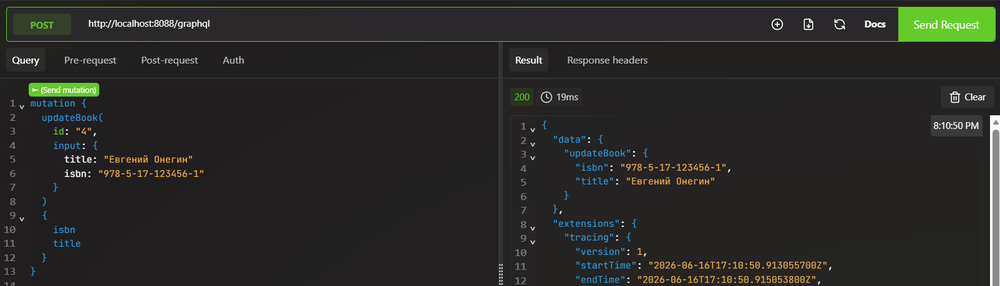 POST http://localhost:8088/graphql Docs Send Request
Query Pre-request Post-request Auth
(Send mutation)
1 mutation {
2 updateBook(
3 id: "4",
4 input: {
5 title: "Евгений Онегин"
6 isbn: "978-5-17-123456-1"
7 }
8 )
9 {
10 isbn
11 title
12 }
13 }
14
Result Response headers
200 19ms Clear
8:10:50 PM
1 {
2 "data": {
3 "updateBook": {
4 "isbn": "978-5-17-123456-1",
5 "title": "Евгений Онегин"
6 }
7 },
8 "extensions": {
9 "tracing": {
10 "version": 1,
11 "startTime": "2026-06-16T17:10:50.913055700Z",
12 "endTime": "2026-06-16T17:10:50.915053800Z",